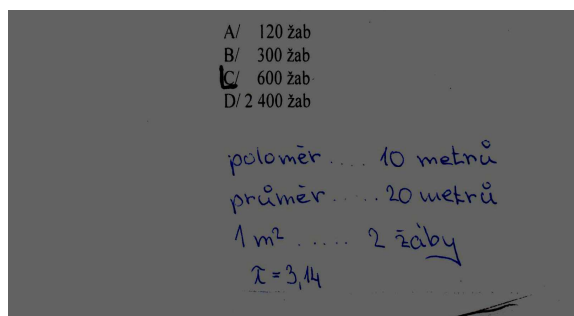 A/ 120 žab
B/ 300 žab
C/ 600 žab
D/ 2 400 žab
poloměr .... 10 metrů
průměr ..... 20 metrů
1 m² ..... 2 žáby
π = 3,14